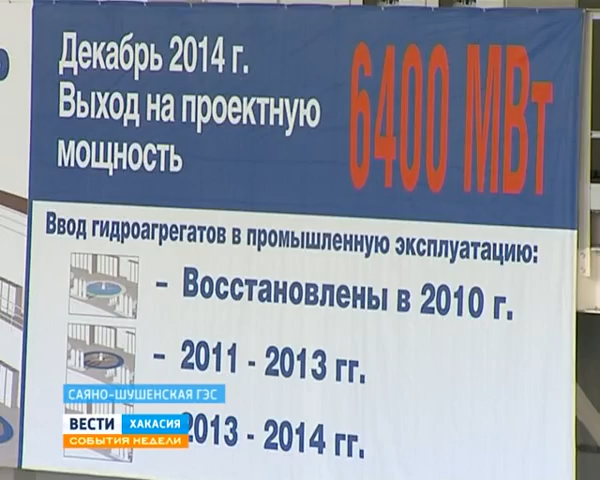 Декабрь 2014 г.
Выход на проектную
мощность
6400 МВт
Ввод гидроагрегатов в промышленную эксплуатацию:
– Восстановлены в 2010 г.
– 2011 - 2013 гг.
2013 - 2014 гг.
САЯНО-ШУШЕНСКАЯ ГЭС
ВЕСТИ ХАКАСИЯ
СОБЫТИЯ НЕДЕЛИ